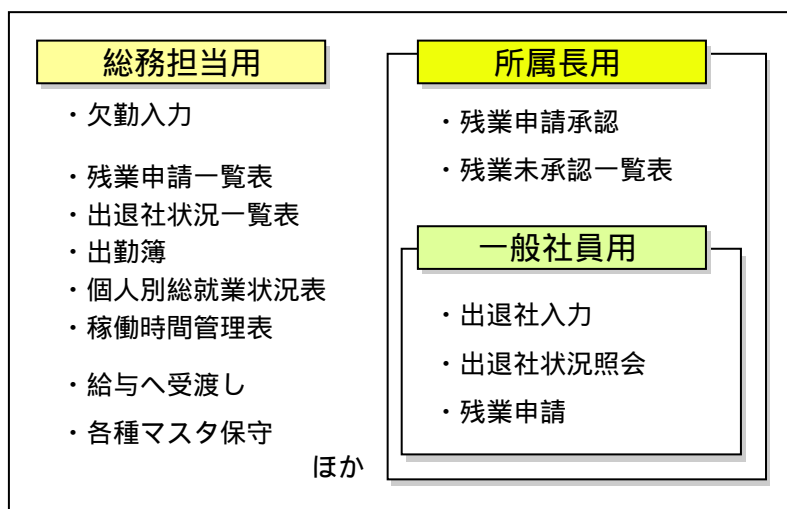 総務担当用
・欠勤入力
・残業申請一覧表
・出退社状況一覧表
・出勤簿
・個人別総就業状況表
・稼働時間管理表
・給与へ受渡し
・各種マスタ保守
ほか
所属長用
・残業申請承認
・残業未承認一覧表
一般社員用
・出退社入力
・出退社状況照会
・残業申請